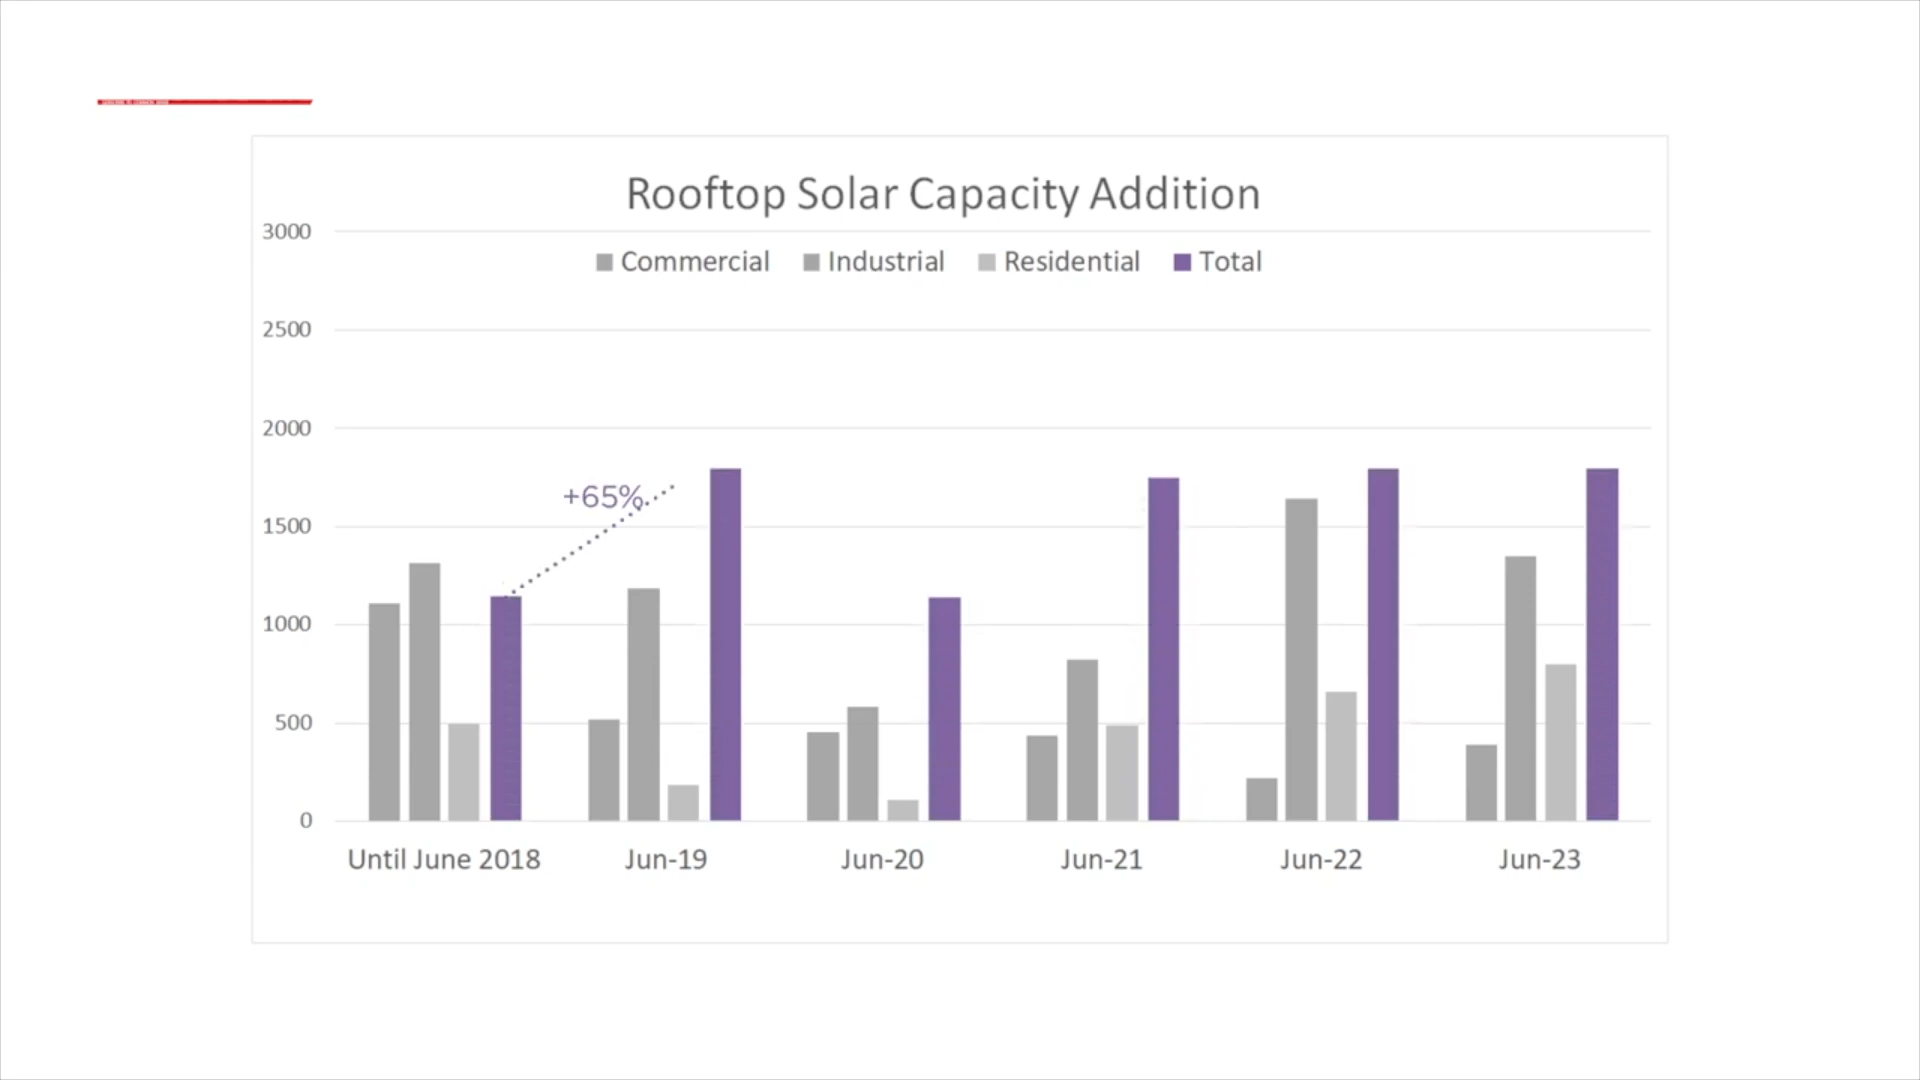 Rooftop Solar Capacity Addition
3000
Commercial Industrial Residential Total
2500
2000
+65%
1500
1000
500
0
Until June 2018 Jun-19 Jun-20 Jun-21 Jun-22 Jun-23